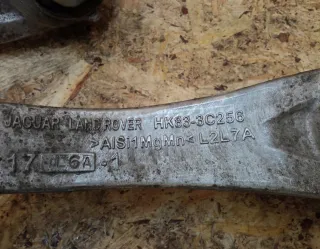 JAGUAR LAND ROVER HK83-3C256
>AlSi1MgMn< L2L7A
17 L6A -1